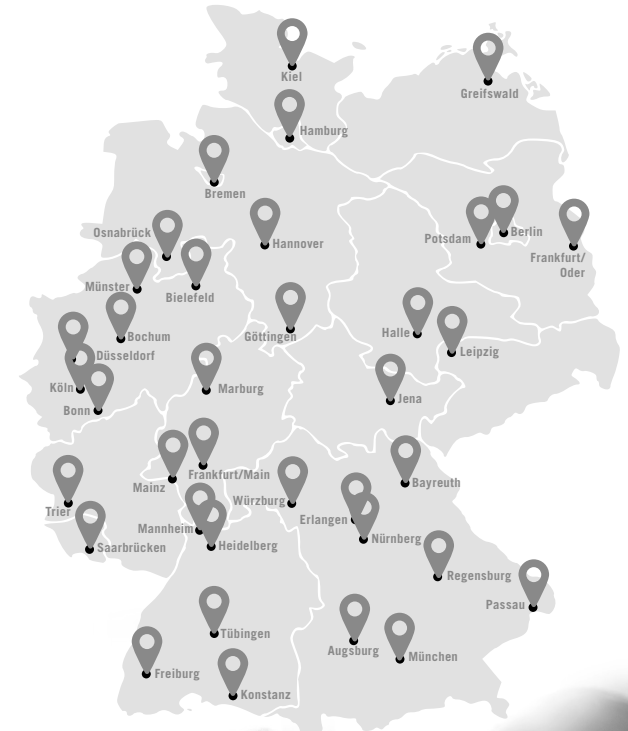 Kiel
Greifswald
Hamburg
Bremen
Osnabrück
Hannover
Potsdam
Berlin
Frankfurt/
Oder
Münster
Bielefeld
Bochum
Göttingen
Halle
Leipzig
Düsseldorf
Köln
Marburg
Jena
Bonn
Frankfurt/Main
Mainz
Würzburg
Bayreuth
Trier
Erlangen
Mannheim
Nürnberg
Saarbrücken
Heidelberg
Regensburg
Passau
Tübingen
Augsburg
München
Freiburg
Konstanz